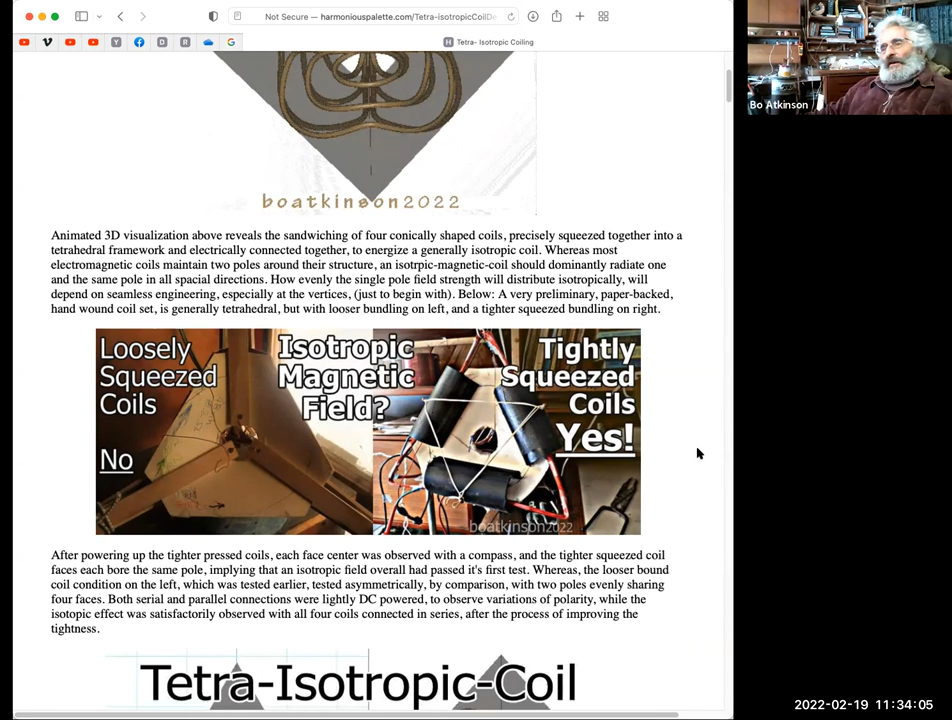 Not Secure — harmoniouspalette.com/Tetra-isotropicCoilDe
Tetra- Isotropic Coiling
Bo Atkinson
boatkinson2022
Animated 3D visualization above reveals the sandwiching of four conically shaped coils, precisely squeezed together into a
tetrahedral framework and electrically connected together, to energize a generally isotropic coil. Whereas most
electromagnetic coils maintain two poles around their structure, an isotrpic-magnetic-coil should dominantly radiate one
and the same pole in all spacial directions. How evenly the single pole field strength will distribute isotropically, will
depend on seamless engineering, especially at the vertices, (just to begin with). Below: A very preliminary, paper-backed,
hand wound coil set, is generally tetrahedral, but with looser bundling on left, and a tighter squeezed bundling on right.
Loosely
Squeezed
Coils
No
Isotropic
Magnetic
Field?
Tightly
Squeezed
Coils
Yes!
boatkinson2022
After powering up the tighter pressed coils, each face center was observed with a compass, and the tighter squeezed coil
faces each bore the same pole, implying that an isotropic field overall had passed it's first test. Whereas, the looser bound
coil condition on the left, which was tested earlier, tested asymmetrically, by comparison, with two poles evenly sharing
four faces. Both serial and parallel connections were lightly DC powered, to observe variations of polarity, while the
isotopic effect was satisfactorily observed with all four coils connected in series, after the process of improving the
tightness.
Tetra-Isotropic-Coil
2022-02-19 11:34:05